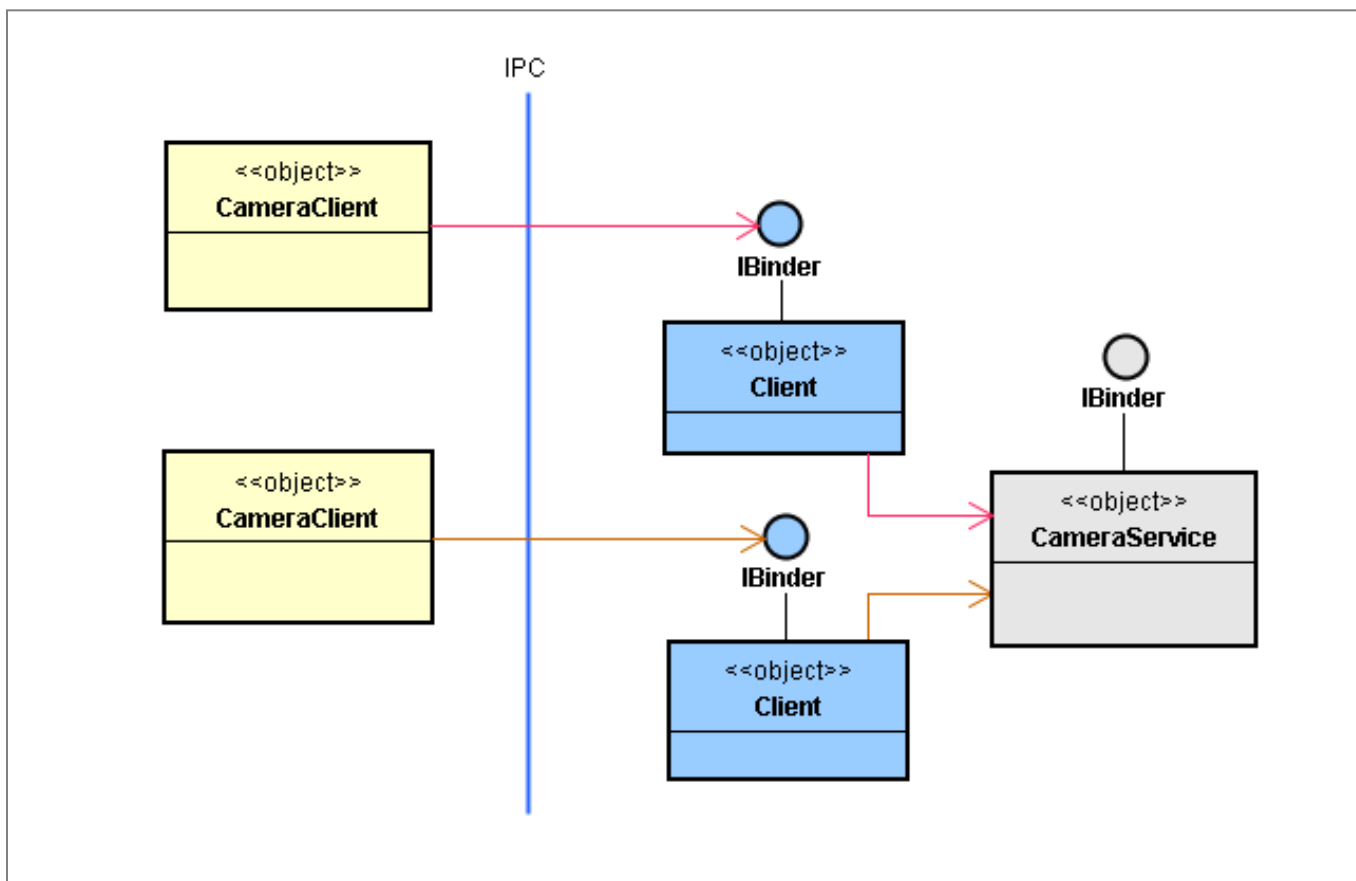 IPC
<<object>>
CameraClient
IBinder
<<object>>
Client
IBinder
<<object>>
CameraClient
<<object>>
CameraService
IBinder
<<object>>
Client